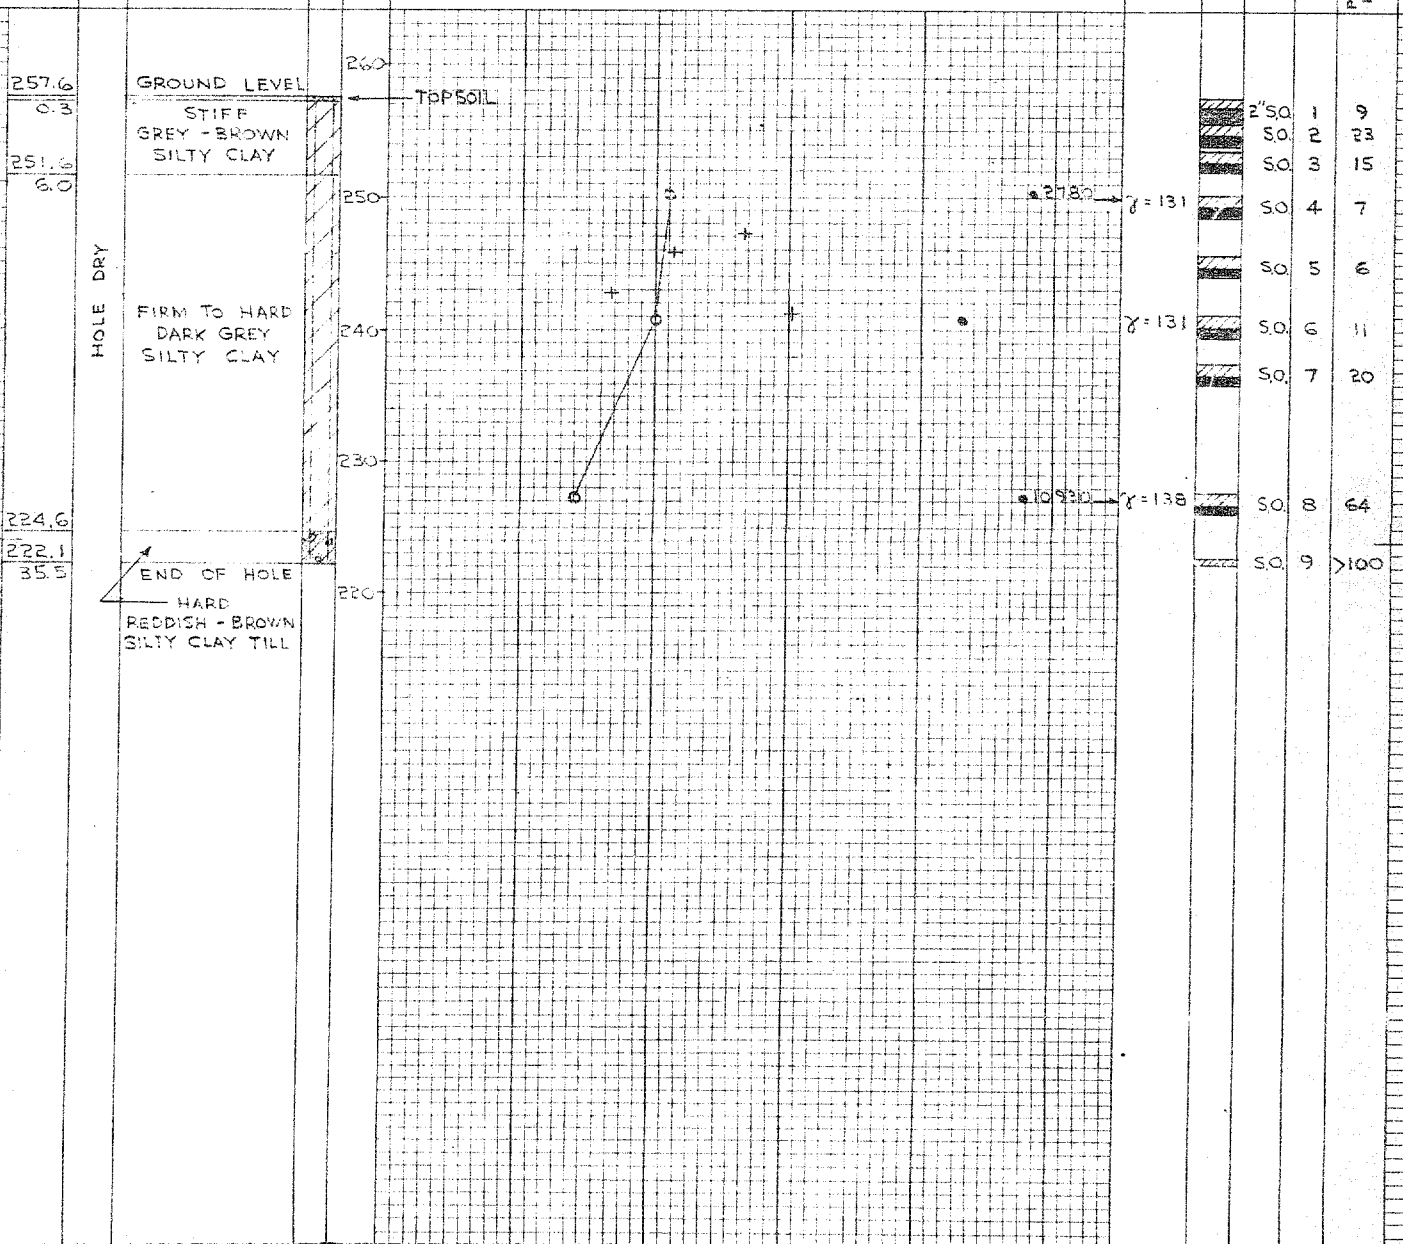 257.6
GROUND LEVEL
0.3
TOPSOIL
STIFF
GREY - BROWN
SILTY CLAY
251.6
6.0
HOLE DRY
FIRM TO HARD
DARK GREY
SILTY CLAY
224.6
222.1
35.5
END OF HOLE
HARD
REDDISH - BROWN
SILTY CLAY TILL
260
250
240
230
220
2780
γ = 131
γ = 131
10930
γ = 138
2" S.O. 1 9
S.O. 2 23
S.O. 3 15
S.O. 4 7
S.O. 5 6
S.O. 6 11
S.O. 7 20
S.O. 8 64
S.O. 9 >100